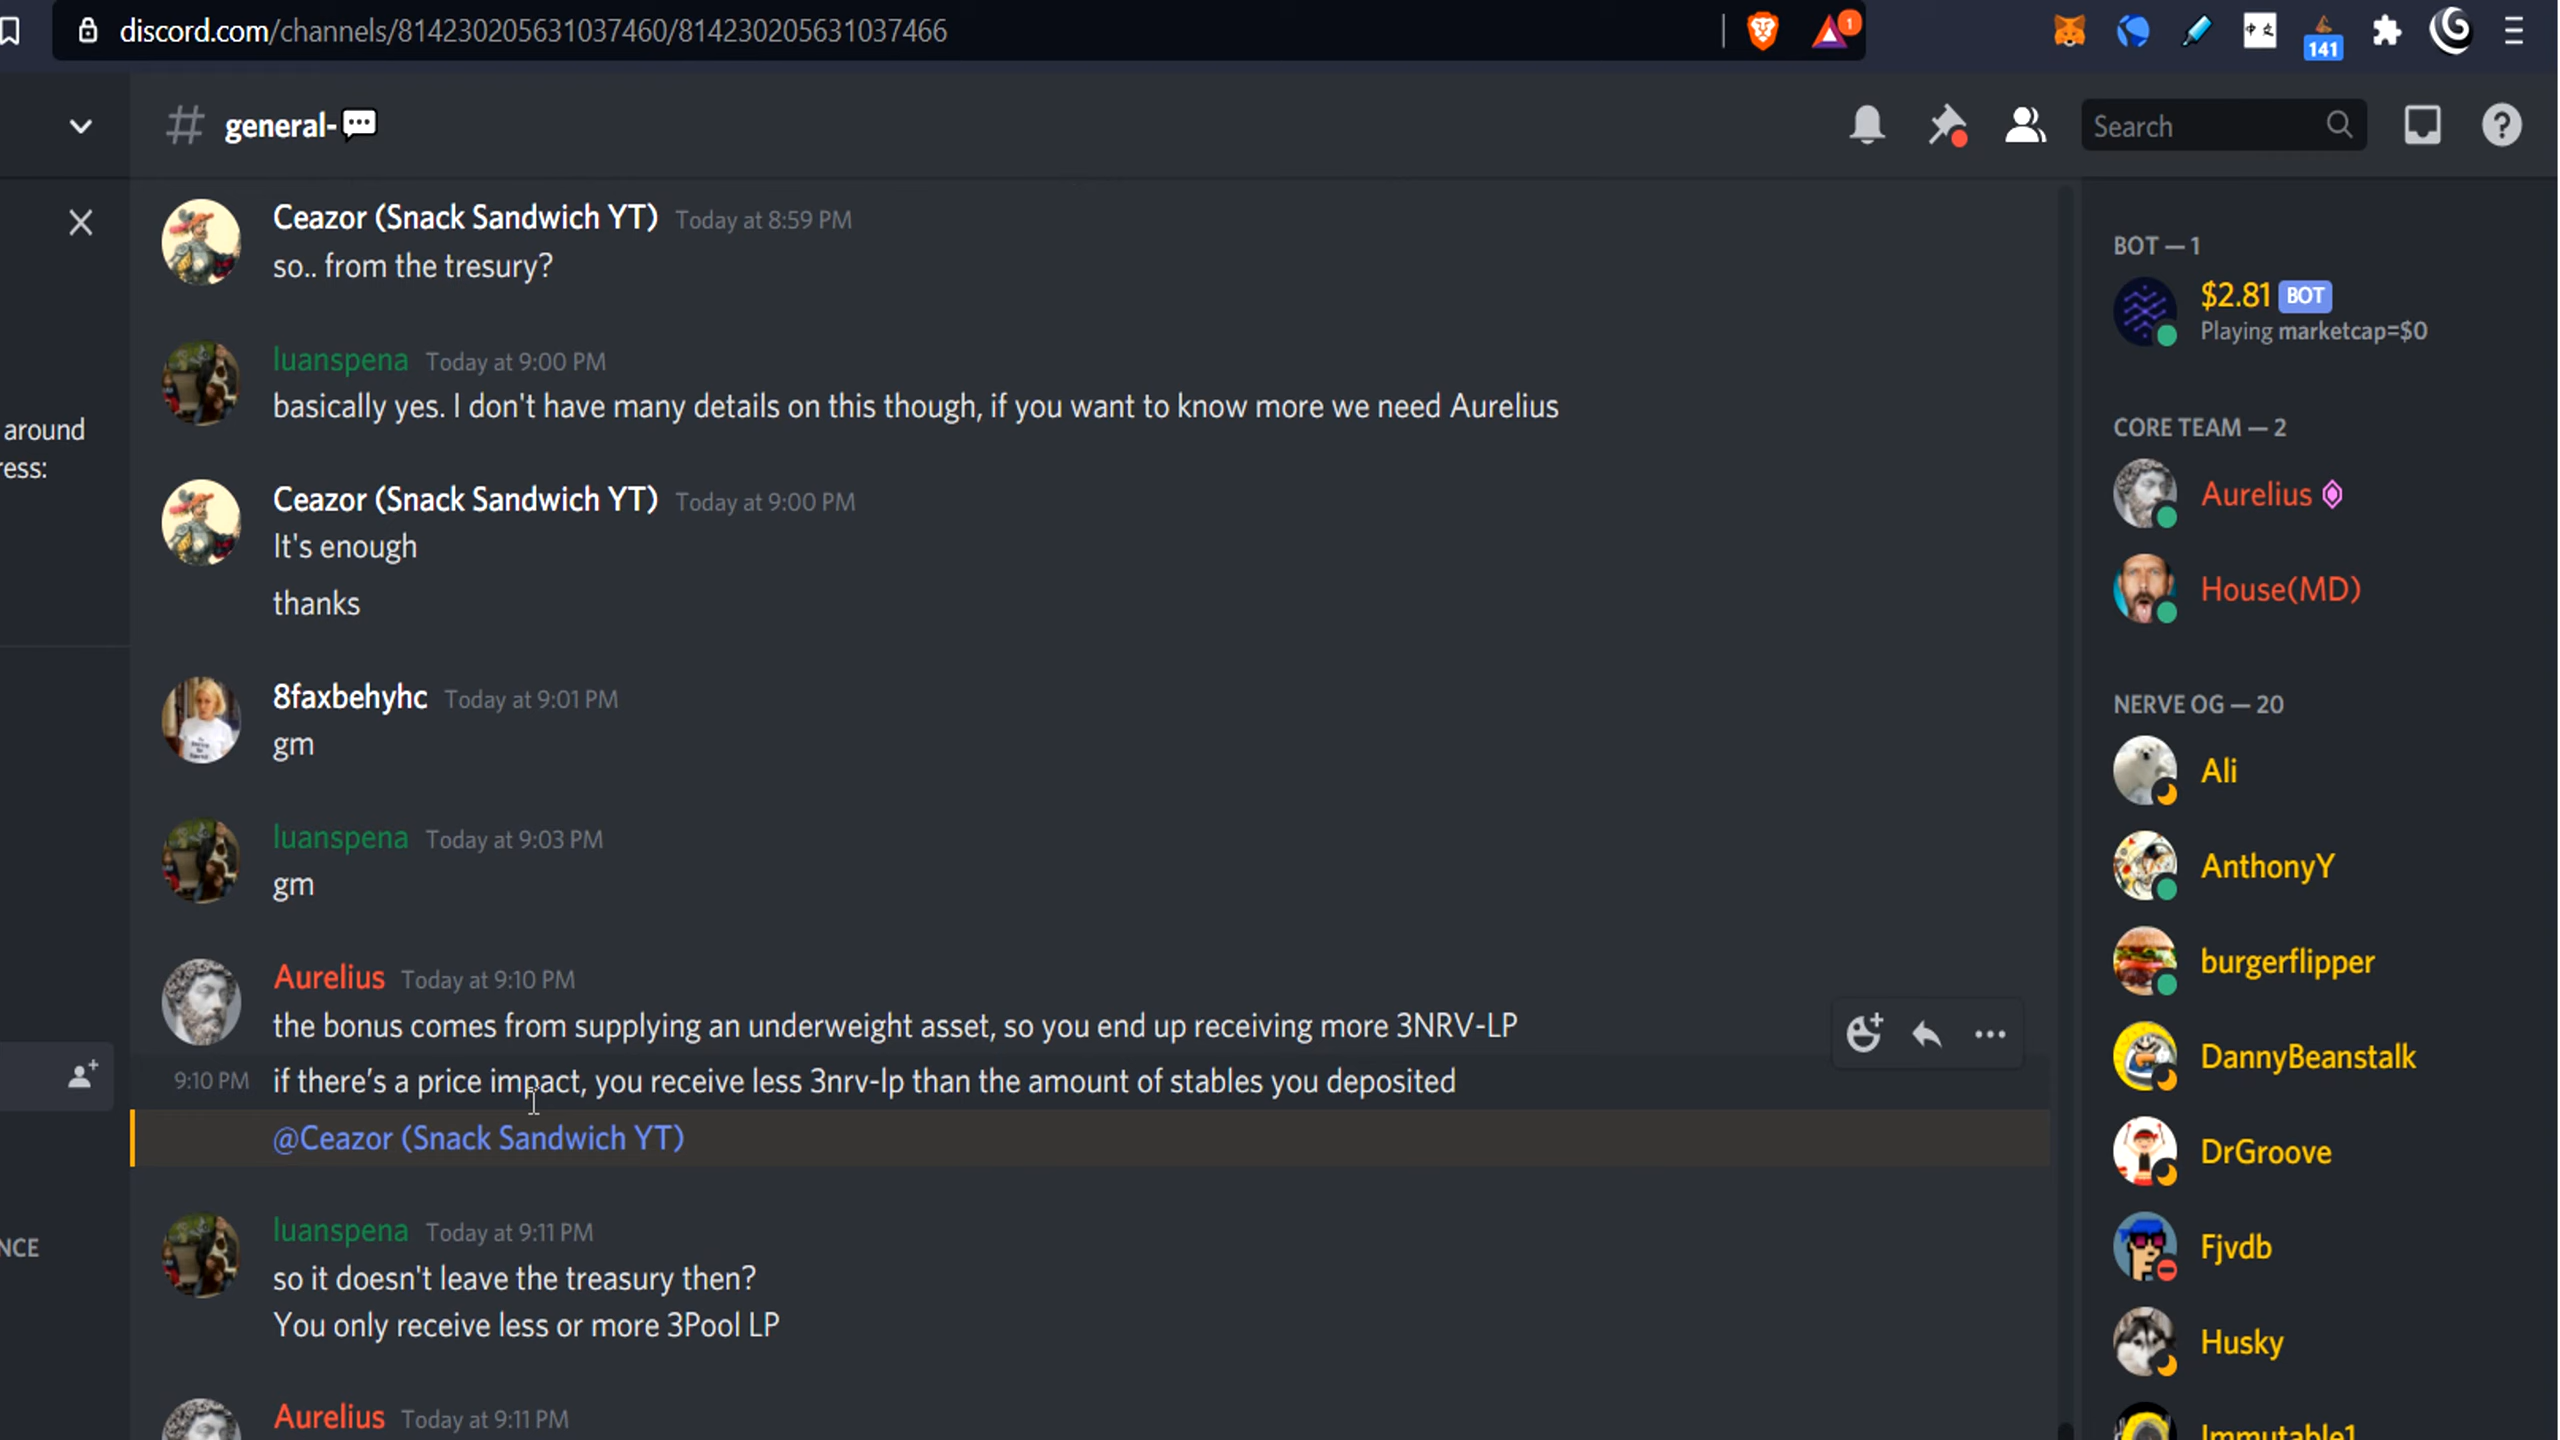 discord.com/channels/814230205631037460/814230205631037466
1
141
# general-
Search
around
ress:
NCE
Ceazor (Snack Sandwich YT) Today at 8:59 PM
so.. from the tresury?
luanspena Today at 9:00 PM
basically yes. I don't have many details on this though, if you want to know more we need Aurelius
Ceazor (Snack Sandwich YT) Today at 9:00 PM
It's enough
thanks
8faxbehyhc Today at 9:01 PM
gm
luanspena Today at 9:03 PM
gm
Aurelius Today at 9:10 PM
the bonus comes from supplying an underweight asset, so you end up receiving more 3NRV-LP
9:10 PM if there's a price impact, you receive less 3nrv-lp than the amount of stables you deposited
@Ceazor (Snack Sandwich YT)
luanspena Today at 9:11 PM
so it doesn't leave the treasury then?
You only receive less or more 3Pool LP
Aurelius Today at 9:11 PM
BOT — 1
$2.81 BOT
Playing marketcap=$0
CORE TEAM — 2
Aurelius
House(MD)
NERVE OG — 20
Ali
AnthonyY
burgerflipper
DannyBeanstalk
DrGroove
Fjvdb
Husky
Immutable1